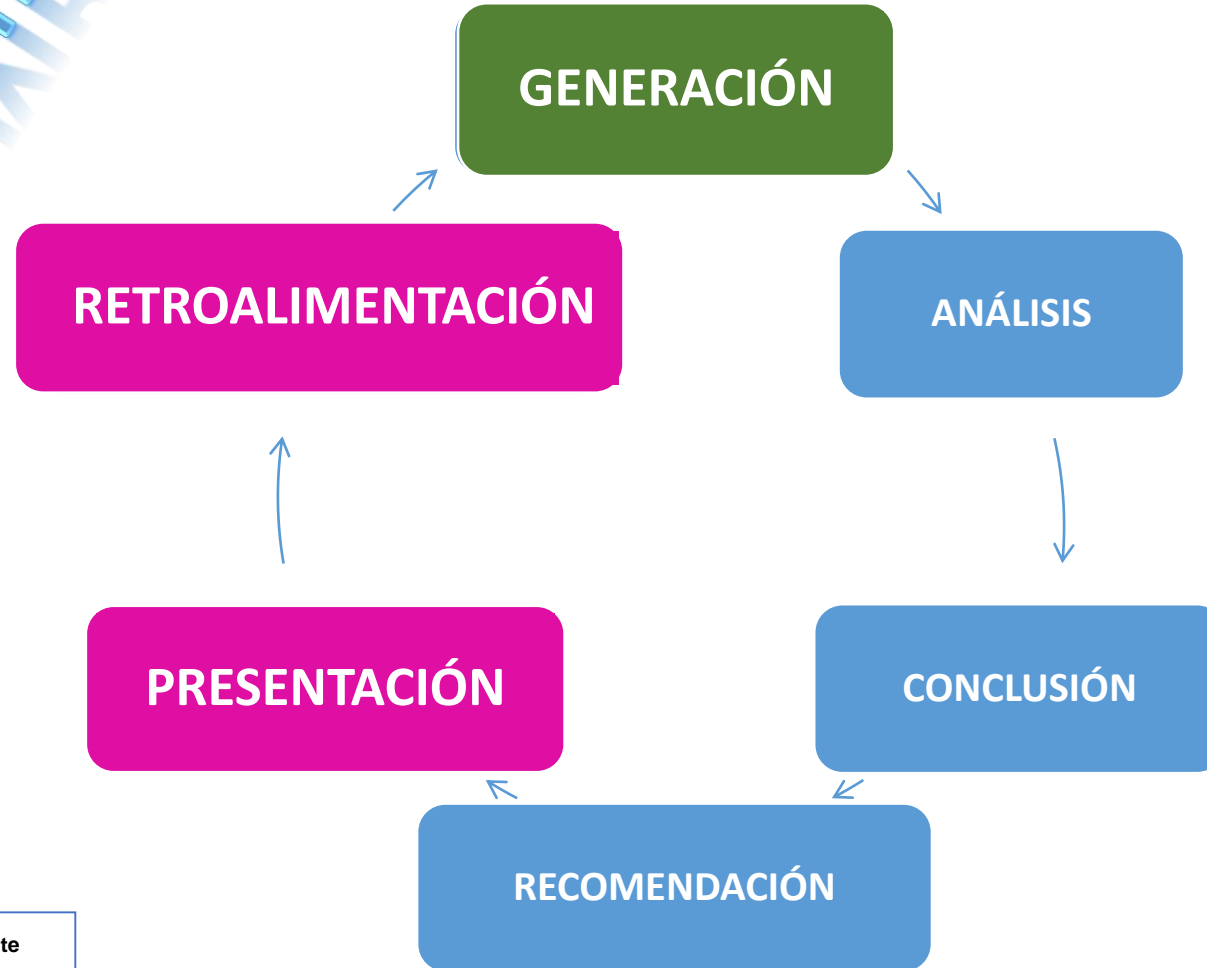 GENERACIÓN
RETROALIMENTACIÓN
ANÁLISIS
PRESENTACIÓN
CONCLUSIÓN
RECOMENDACIÓN
te